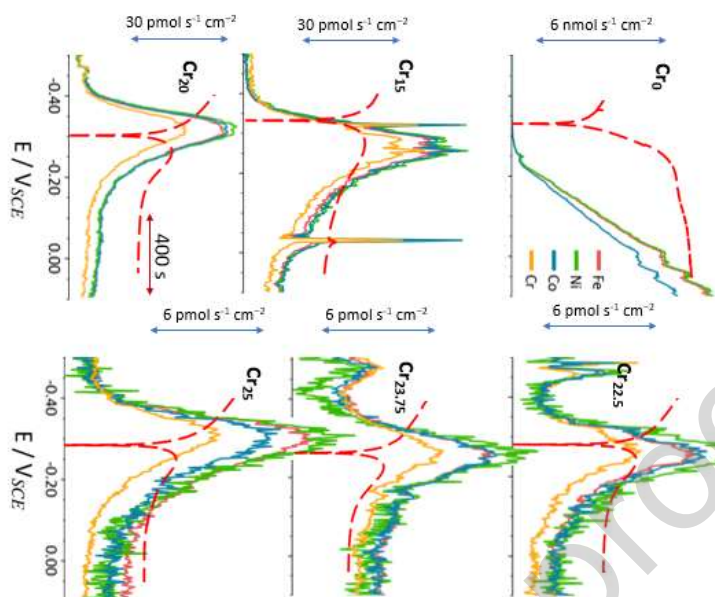 30 pmol s⁻¹ cm⁻²
30 pmol s⁻¹ cm⁻²
6 nmol s⁻¹ cm⁻²
Cr₂₀
Cr₁₅
Cr₀
-0.40
-0.20
0.00
E / V_SCE
400 s
Cr
Co
Ni
Fe
6 pmol s⁻¹ cm⁻²
6 pmol s⁻¹ cm⁻²
6 pmol s⁻¹ cm⁻²
Cr₂₅
Cr₂₃.₇₅
Cr₂₂.₅
-0.40
-0.20
0.00
E / V_SCE